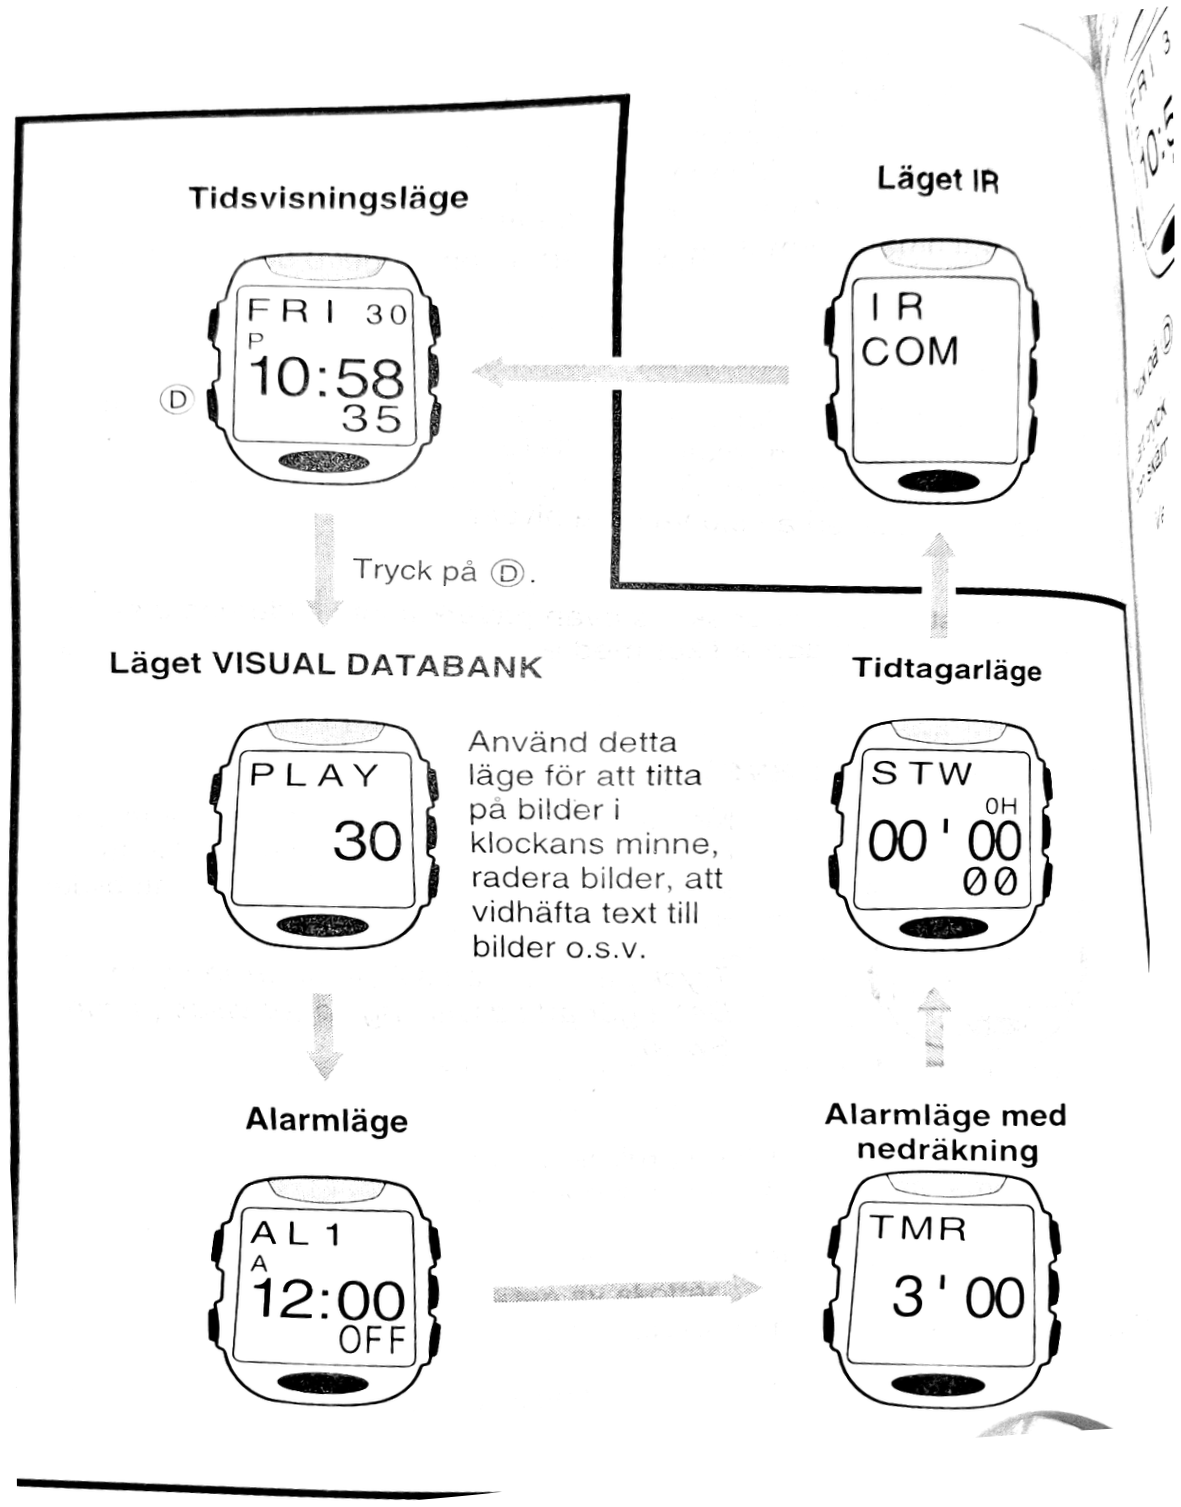 Tidsvisningsläge
FRI 30
P
10:58
35
D
Tryck på D.
Läget VISUAL DATABANK
PLAY
30
Använd detta
läge för att titta
på bilder i
klockans minne,
radera bilder, att
vidhäfta text till
bilder o.s.v.
Alarmläge
AL1
A
12:00
OFF
Alarmläge med
nedräkning
TMR
3'00
Tidtagarläge
STW
0H
00'00
00
Läget IR
IR
COM